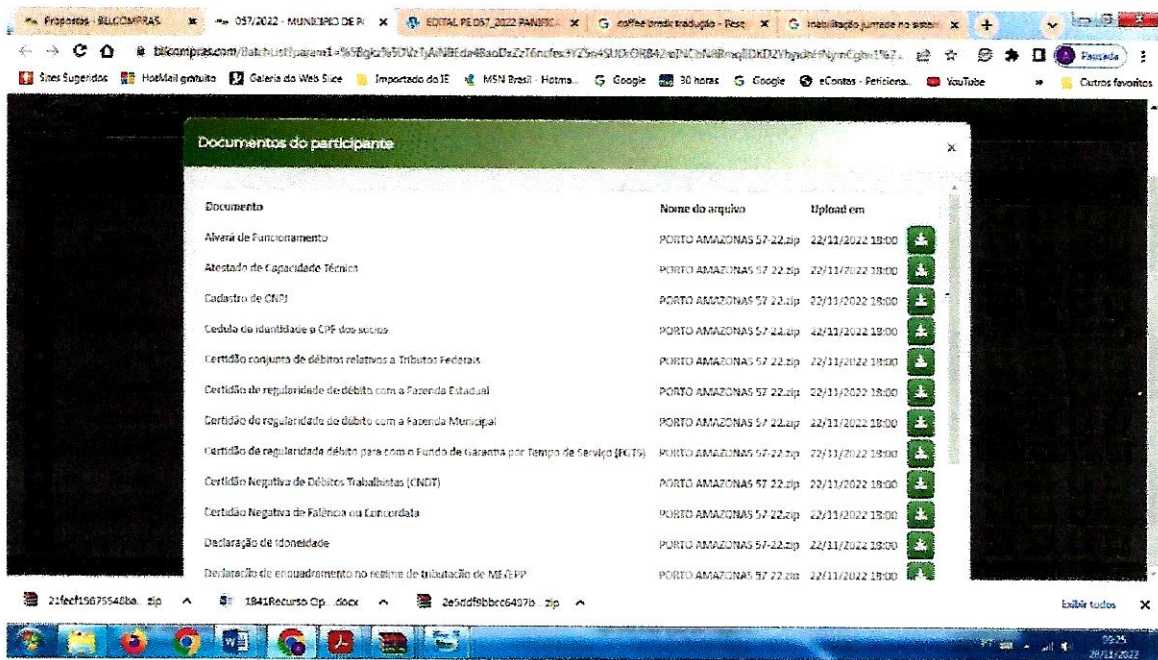 Propostas - BLLCOMPRAS
057/2022 - MUNICIPIO DE P
EDITAL PE 057_2022 PANIFIC
G coffee break tradução - Pesq
G inabilitação juntada no sistem
Pausada
Sites Sugeridos
HotMail gratuito
Galeria do Web Slice
Importado do IE
MSN Brasil - Hotma...
Google
30 horas
Google
eContas - Peticiona...
YouTube
»
Outros favoritos
Documentos do participante
×
Documento Nome do arquivo Upload em
Alvará de Funcionamento PORTO AMAZONAS 57-22.zip 22/11/2022 18:00
Atestado de Capacidade Técnica PORTO AMAZONAS 57-22.zip 22/11/2022 18:00
Cadastro de CNPJ PORTO AMAZONAS 57-22.zip 22/11/2022 18:00
Cedula de identidade e CPF dos socios PORTO AMAZONAS 57-22.zip 22/11/2022 18:00
Certidão conjunta de débitos relativos a Tributos Federais PORTO AMAZONAS 57-22.zip 22/11/2022 18:00
Certidão de regularidade de débito com a Fazenda Estadual PORTO AMAZONAS 57-22.zip 22/11/2022 18:00
Certidão de regularidade de débito com a Fazenda Municipal PORTO AMAZONAS 57-22.zip 22/11/2022 18:00
Certidão de regularidade débito para com o Fundo de Garantia por Tempo de Serviço (FGTS) PORTO AMAZONAS 57-22.zip 22/11/2022 18:00
Certidão Negativa de Débitos Trabalhistas (CNDT) PORTO AMAZONAS 57-22.zip 22/11/2022 18:00
Certidão Negativa de Falência ou Concordata PORTO AMAZONAS 57-22.zip 22/11/2022 18:00
Declaração de Idoneidade PORTO AMAZONAS 57-22.zip 22/11/2022 18:00
Declaração de enquadramento no regime de tributação de ME/EPP PORTO AMAZONAS 57-22.zip 22/11/2022 18:00
1841Recurso Op...docx
Exibir todos ×
PT
09:25
28/11/2022